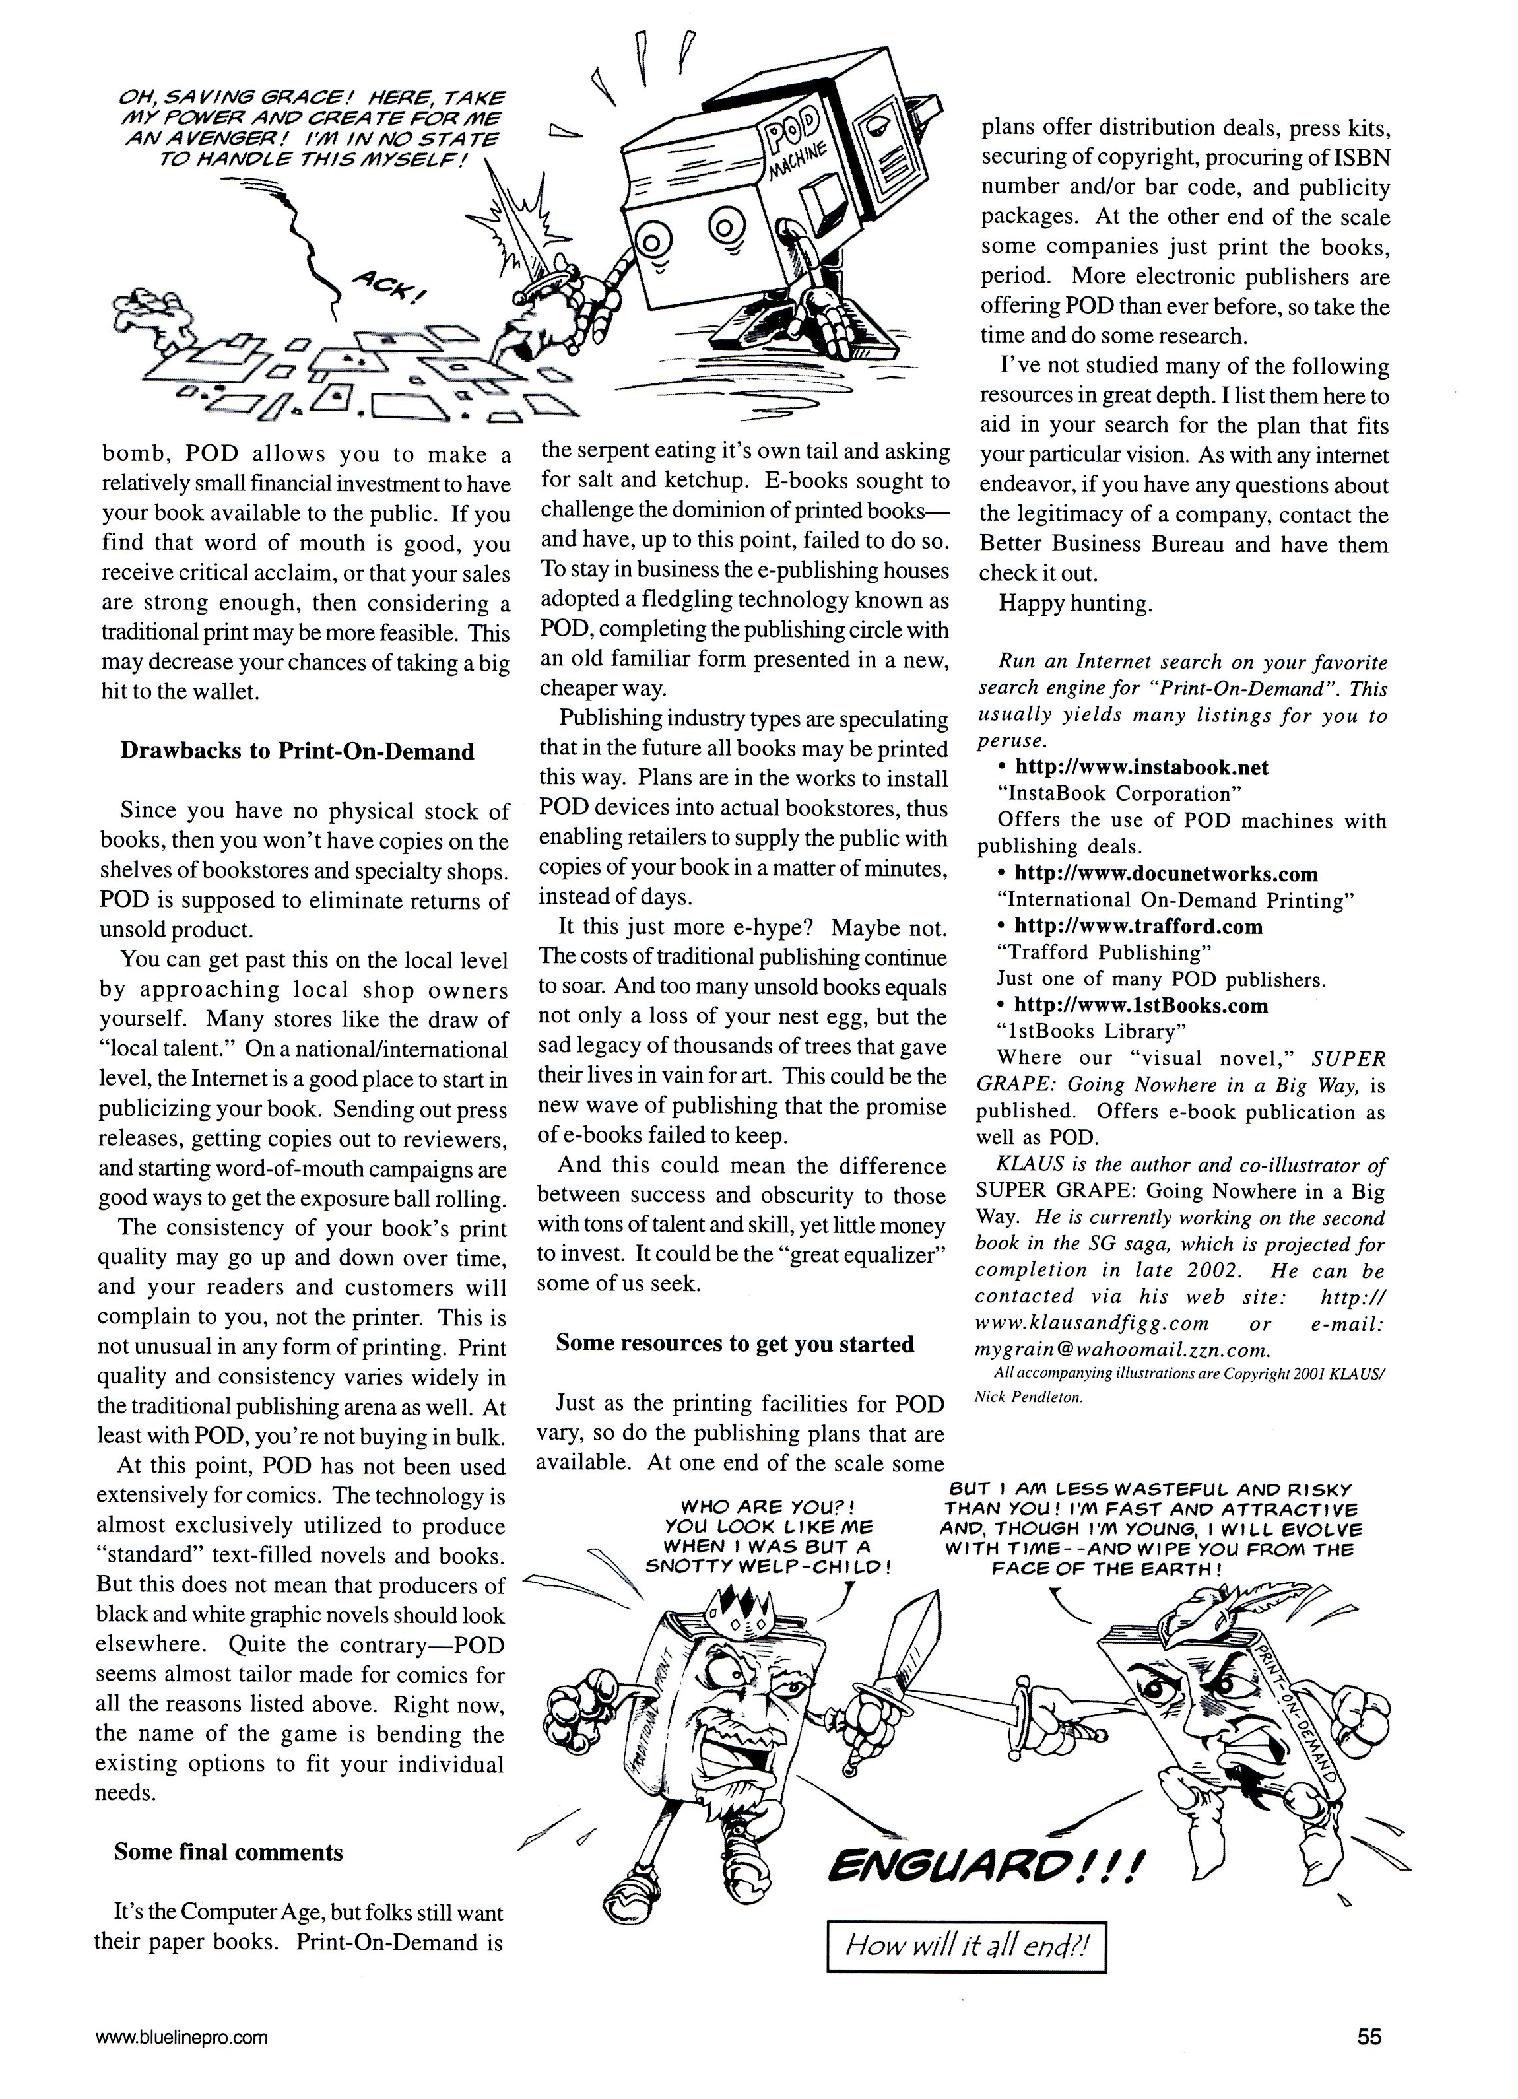 OH, SAVING GRACE! HERE, TAKE
MY POWER AND CREATE FOR ME
AN AVENGER! I'M IN NO STATE
TO HANDLE THIS MYSELF!
ACK!
POD
MACHINE
bomb, POD allows you to make a
relatively small financial investment to have
your book available to the public. If you
find that word of mouth is good, you
receive critical acclaim, or that your sales
are strong enough, then considering a
traditional print may be more feasible. This
may decrease your chances of taking a big
hit to the wallet.
Drawbacks to Print-On-Demand
Since you have no physical stock of
books, then you won't have copies on the
shelves of bookstores and specialty shops.
POD is supposed to eliminate returns of
unsold product.
You can get past this on the local level
by approaching local shop owners
yourself. Many stores like the draw of
“local talent.” On a national/international
level, the Internet is a good place to start in
publicizing your book. Sending out press
releases, getting copies out to reviewers,
and starting word-of-mouth campaigns are
good ways to get the exposure ball rolling.
The consistency of your book's print
quality may go up and down over time,
and your readers and customers will
complain to you, not the printer. This is
not unusual in any form of printing. Print
quality and consistency varies widely in
the traditional publishing arena as well. At
least with POD, you're not buying in bulk.
At this point, POD has not been used
extensively for comics. The technology is
almost exclusively utilized to produce
“standard” text-filled novels and books.
But this does not mean that producers of
black and white graphic novels should look
elsewhere. Quite the contrary—POD
seems almost tailor made for comics for
all the reasons listed above. Right now,
the name of the game is bending the
existing options to fit your individual
needs.
Some final comments
It's the Computer Age, but folks still want
their paper books. Print-On-Demand is
the serpent eating it's own tail and asking
for salt and ketchup. E-books sought to
challenge the dominion of printed books—
and have, up to this point, failed to do so.
To stay in business the e-publishing houses
adopted a fledgling technology known as
POD, completing the publishing circle with
an old familiar form presented in a new,
cheaper way.
Publishing industry types are speculating
that in the future all books may be printed
this way. Plans are in the works to install
POD devices into actual bookstores, thus
enabling retailers to supply the public with
copies of your book in a matter of minutes,
instead of days.
It this just more e-hype? Maybe not.
The costs of traditional publishing continue
to soar. And too many unsold books equals
not only a loss of your nest egg, but the
sad legacy of thousands of trees that gave
their lives in vain for art. This could be the
new wave of publishing that the promise
of e-books failed to keep.
And this could mean the difference
between success and obscurity to those
with tons of talent and skill, yet little money
to invest. It could be the “great equalizer”
some of us seek.
Some resources to get you started
Just as the printing facilities for POD
vary, so do the publishing plans that are
available. At one end of the scale some
plans offer distribution deals, press kits,
securing of copyright, procuring of ISBN
number and/or bar code, and publicity
packages. At the other end of the scale
some companies just print the books,
period. More electronic publishers are
offering POD than ever before, so take the
time and do some research.
I've not studied many of the following
resources in great depth. I list them here to
aid in your search for the plan that fits
your particular vision. As with any internet
endeavor, if you have any questions about
the legitimacy of a company, contact the
Better Business Bureau and have them
check it out.
Happy hunting.
Run an Internet search on your favorite
search engine for “Print-On-Demand”. This
usually yields many listings for you to
peruse.
• http://www.instabook.net
“InstaBook Corporation”
Offers the use of POD machines with
publishing deals.
• http://www.docunetworks.com
“International On-Demand Printing”
• http://www.trafford.com
“Trafford Publishing”
Just one of many POD publishers.
• http://www.1stBooks.com
“1stBooks Library”
Where our “visual novel,” SUPER
GRAPE: Going Nowhere in a Big Way, is
published. Offers e-book publication as
well as POD.
KLAUS is the author and co-illustrator of
SUPER GRAPE: Going Nowhere in a Big
Way. He is currently working on the second
book in the SG saga, which is projected for
completion in late 2002. He can be
contacted via his web site: http://
www.klausandfigg.com or e-mail:
mygrain@wahoomail.zzn.com.
All accompanying illustrations are Copyright 2001 KLAUS/
Nick Pendleton.
WHO ARE YOU?!
YOU LOOK LIKE ME
WHEN I WAS BUT A
SNOTTY WELP-CHILD!
BUT I AM LESS WASTEFUL AND RISKY
THAN YOU! I'M FAST AND ATTRACTIVE
AND, THOUGH I'M YOUNG, I WILL EVOLVE
WITH TIME--AND WIPE YOU FROM THE
FACE OF THE EARTH!
TRADITIONAL PRINT
PRINT-ON-DEMAND
ENGUARD!!!
How will it all end?!
www.bluelinepro.com
55